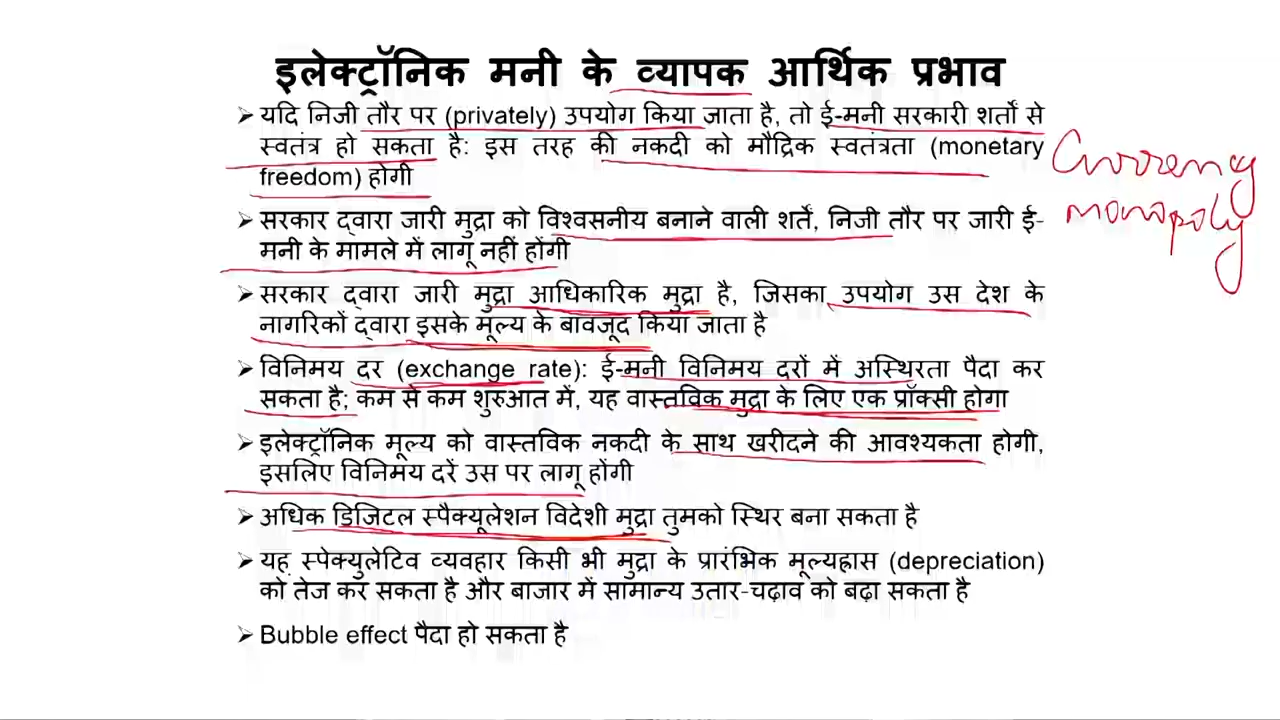 इलेक्ट्रॉनिक मनी के व्यापक आर्थिक प्रभाव
➢ यदि निजी तौर पर (privately) उपयोग किया जाता है, तो ई-मनी सरकारी शर्तों से
स्वतंत्र हो सकता है: इस तरह की नकदी को मौद्रिक स्वतंत्रता (monetary
freedom) होगी
Currency
monopoly
➢ सरकार द्वारा जारी मुद्रा को विश्वसनीय बनाने वाली शर्तें, निजी तौर पर जारी ई-
मनी के मामले में लागू नहीं होंगी
➢ सरकार द्वारा जारी मुद्रा आधिकारिक मुद्रा है, जिसका उपयोग उस देश के
नागरिकों द्वारा इसके मूल्य के बावजूद किया जाता है
➢ विनिमय दर (exchange rate): ई-मनी विनिमय दरों में अस्थिरता पैदा कर
सकता है; कम से कम शुरुआत में, यह वास्तविक मुद्रा के लिए एक प्रॉक्सी होगा
➢ इलेक्ट्रॉनिक मूल्य को वास्तविक नकदी के साथ खरीदने की आवश्यकता होगी,
इसलिए विनिमय दरें उस पर लागू होंगी
➢ अधिक डिजिटल स्पैक्यूलेशन विदेशी मुद्रा तुमको स्थिर बना सकता है
➢ यह स्पेक्युलेटिव व्यवहार किसी भी मुद्रा के प्रारंभिक मूल्यह्रास (depreciation)
को तेज कर सकता है और बाजार में सामान्य उतार-चढ़ाव को बढ़ा सकता है
➢ Bubble effect पैदा हो सकता है